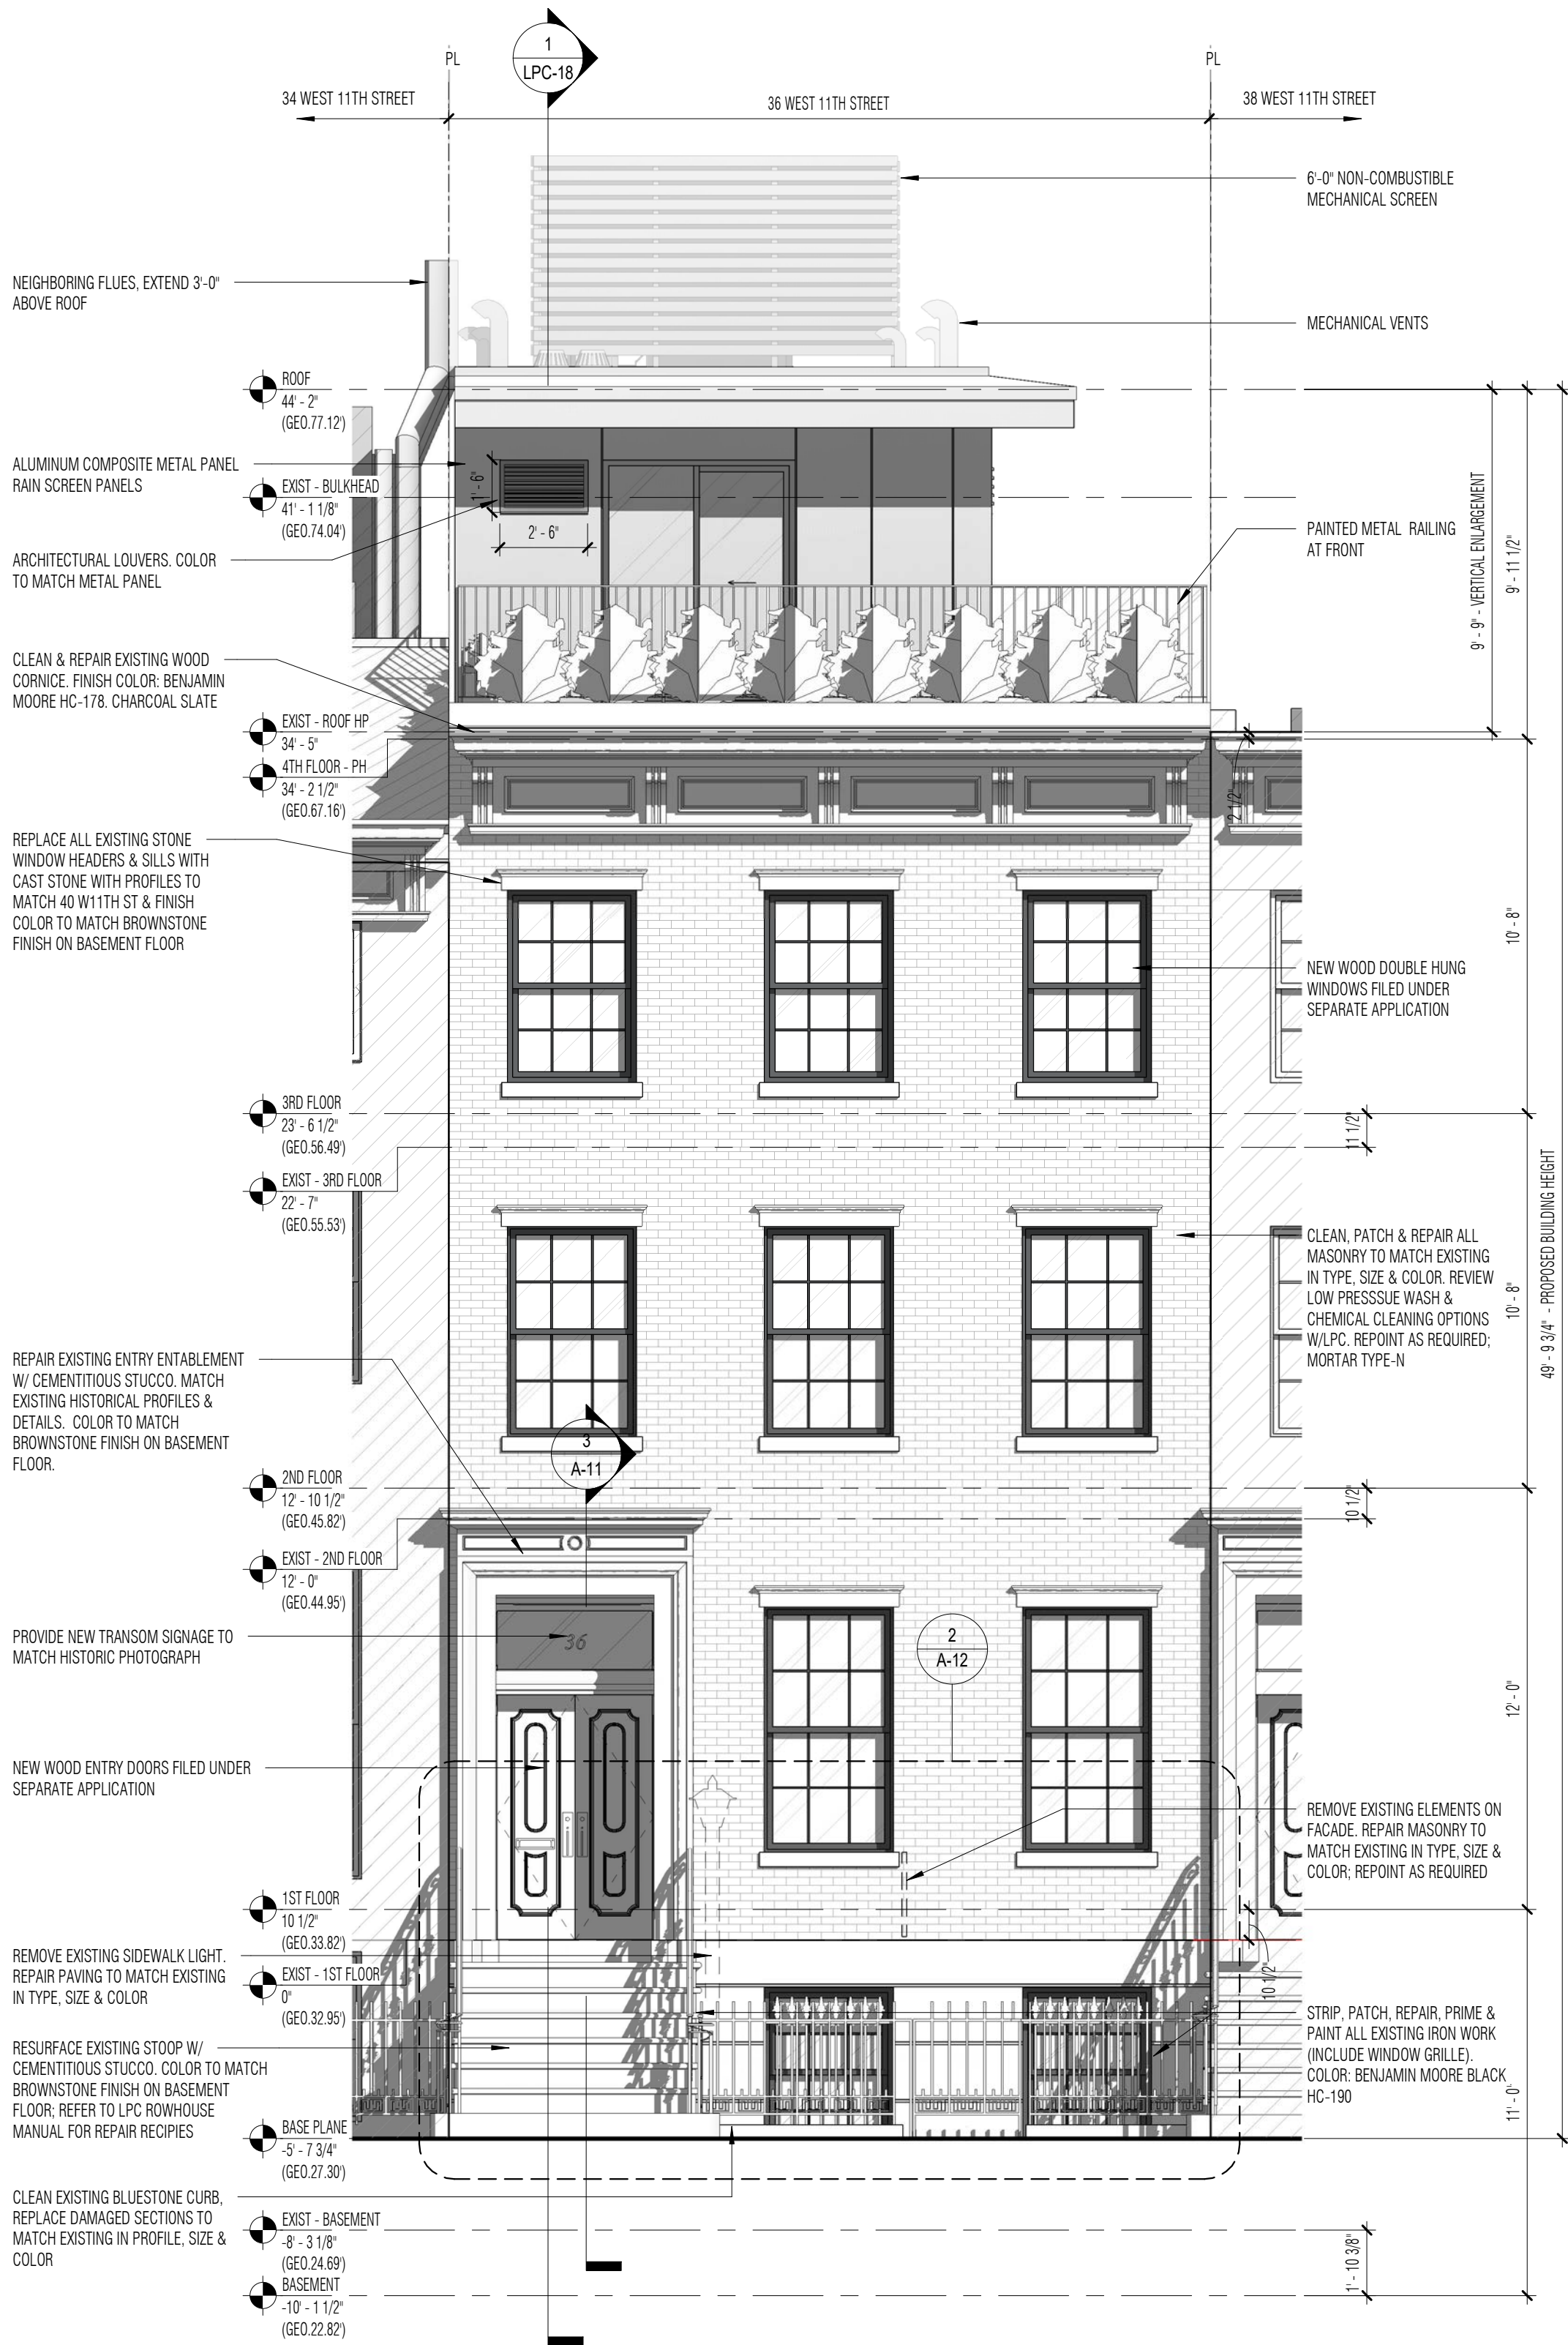 1
LPC-18
PL
PL
34 WEST 11TH STREET
36 WEST 11TH STREET
38 WEST 11TH STREET
6'-0" NON-COMBUSTIBLE
MECHANICAL SCREEN
NEIGHBORING FLUES, EXTEND 3'-0"
ABOVE ROOF
MECHANICAL VENTS
ROOF
44' - 2"
(GEO.77.12')
ALUMINUM COMPOSITE METAL PANEL
RAIN SCREEN PANELS
1' - 6"
2' - 6"
EXIST - BULKHEAD
41' - 1 1/8"
(GEO.74.04')
PAINTED METAL RAILING
AT FRONT
9' - 9" - VERTICAL ENLARGEMENT
9' - 11 1/2"
ARCHITECTURAL LOUVERS. COLOR
TO MATCH METAL PANEL
CLEAN & REPAIR EXISTING WOOD
CORNICE. FINISH COLOR: BENJAMIN
MOORE HC-178. CHARCOAL SLATE
EXIST - ROOF HP
34' - 5"
4TH FLOOR - PH
34' - 2 1/2"
(GEO.67.16')
2 1/2"
REPLACE ALL EXISTING STONE
WINDOW HEADERS & SILLS WITH
CAST STONE WITH PROFILES TO
MATCH 40 W11TH ST & FINISH
COLOR TO MATCH BROWNSTONE
FINISH ON BASEMENT FLOOR
10' - 8"
NEW WOOD DOUBLE HUNG
WINDOWS FILED UNDER
SEPARATE APPLICATION
3RD FLOOR
23' - 6 1/2"
(GEO.56.49')
11 1/2"
EXIST - 3RD FLOOR
22' - 7"
(GEO.55.53')
CLEAN, PATCH & REPAIR ALL
MASONRY TO MATCH EXISTING
IN TYPE, SIZE & COLOR. REVIEW
LOW PRESSSUE WASH &
CHEMICAL CLEANING OPTIONS
W/LPC. REPOINT AS REQUIRED;
MORTAR TYPE-N
10' - 8"
49' - 9 3/4" - PROPOSED BUILDING HEIGHT
REPAIR EXISTING ENTRY ENTABLEMENT
W/ CEMENTITIOUS STUCCO. MATCH
EXISTING HISTORICAL PROFILES &
DETAILS. COLOR TO MATCH
BROWNSTONE FINISH ON BASEMENT
FLOOR.
3
A-11
2ND FLOOR
12' - 10 1/2"
(GEO.45.82')
10 1/2"
EXIST - 2ND FLOOR
12' - 0"
(GEO.44.95')
PROVIDE NEW TRANSOM SIGNAGE TO
MATCH HISTORIC PHOTOGRAPH
36
2
A-12
12' - 0"
NEW WOOD ENTRY DOORS FILED UNDER
SEPARATE APPLICATION
REMOVE EXISTING ELEMENTS ON
FACADE. REPAIR MASONRY TO
MATCH EXISTING IN TYPE, SIZE &
COLOR; REPOINT AS REQUIRED
1ST FLOOR
10 1/2"
(GEO.33.82')
REMOVE EXISTING SIDEWALK LIGHT.
REPAIR PAVING TO MATCH EXISTING
IN TYPE, SIZE & COLOR
EXIST - 1ST FLOOR
0"
(GEO.32.95')
10 1/2"
STRIP, PATCH, REPAIR, PRIME &
PAINT ALL EXISTING IRON WORK
(INCLUDE WINDOW GRILLE).
COLOR: BENJAMIN MOORE BLACK
HC-190
11' - 0"
RESURFACE EXISTING STOOP W/
CEMENTITIOUS STUCCO. COLOR TO MATCH
BROWNSTONE FINISH ON BASEMENT
FLOOR; REFER TO LPC ROWHOUSE
MANUAL FOR REPAIR RECIPIES
BASE PLANE
-5' - 7 3/4"
(GEO.27.30')
CLEAN EXISTING BLUESTONE CURB,
REPLACE DAMAGED SECTIONS TO
MATCH EXISTING IN PROFILE, SIZE &
COLOR
EXIST - BASEMENT
-8' - 3 1/8"
(GEO.24.69')
1' - 10 3/8"
BASEMENT
-10' - 1 1/2"
(GEO.22.82')